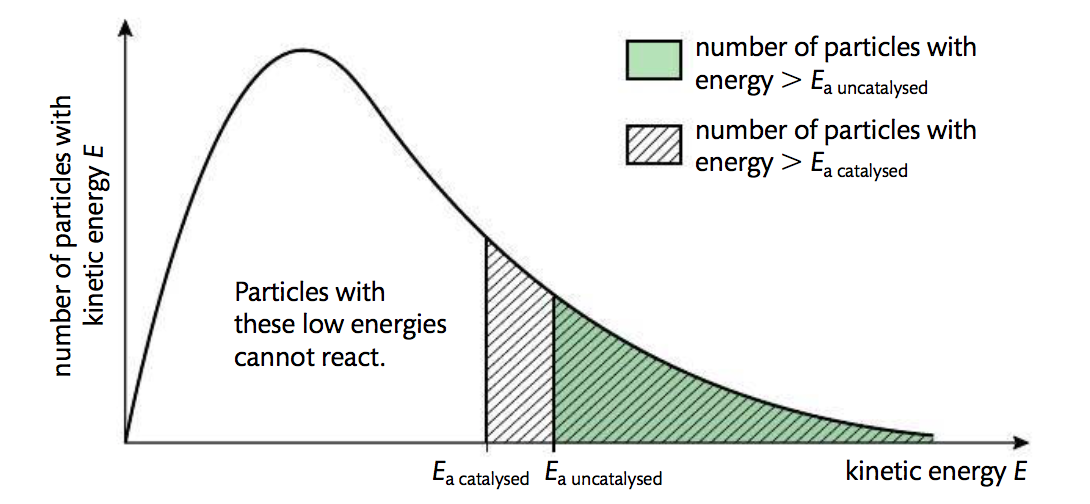 number of particles with
kinetic energy E
number of particles with
energy > Ea uncatalysed
number of particles with
energy > Ea catalysed
Particles with
these low energies
cannot react.
Ea catalysed
Ea uncatalysed
kinetic energy E